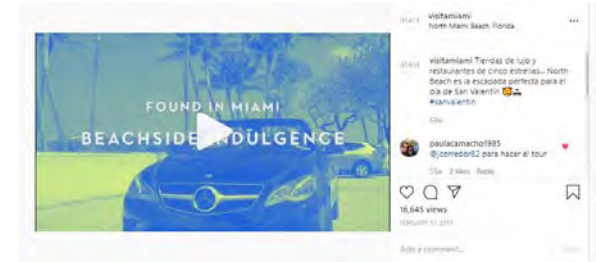 visitamiami
North Miami Beach, Florida
visitamiami Tiendas de lujo y
restaurantes de cinco estrellas... North
Beach es la escapada perfecta para el
día de San Valentín
#sanvalentin
FOUND IN MIAMI
BEACHSIDE INDULGENCE
paulacamacho1985
@jcorredor82 para hacer el tour
2 likes Reply
16,645 views
Add a comment...